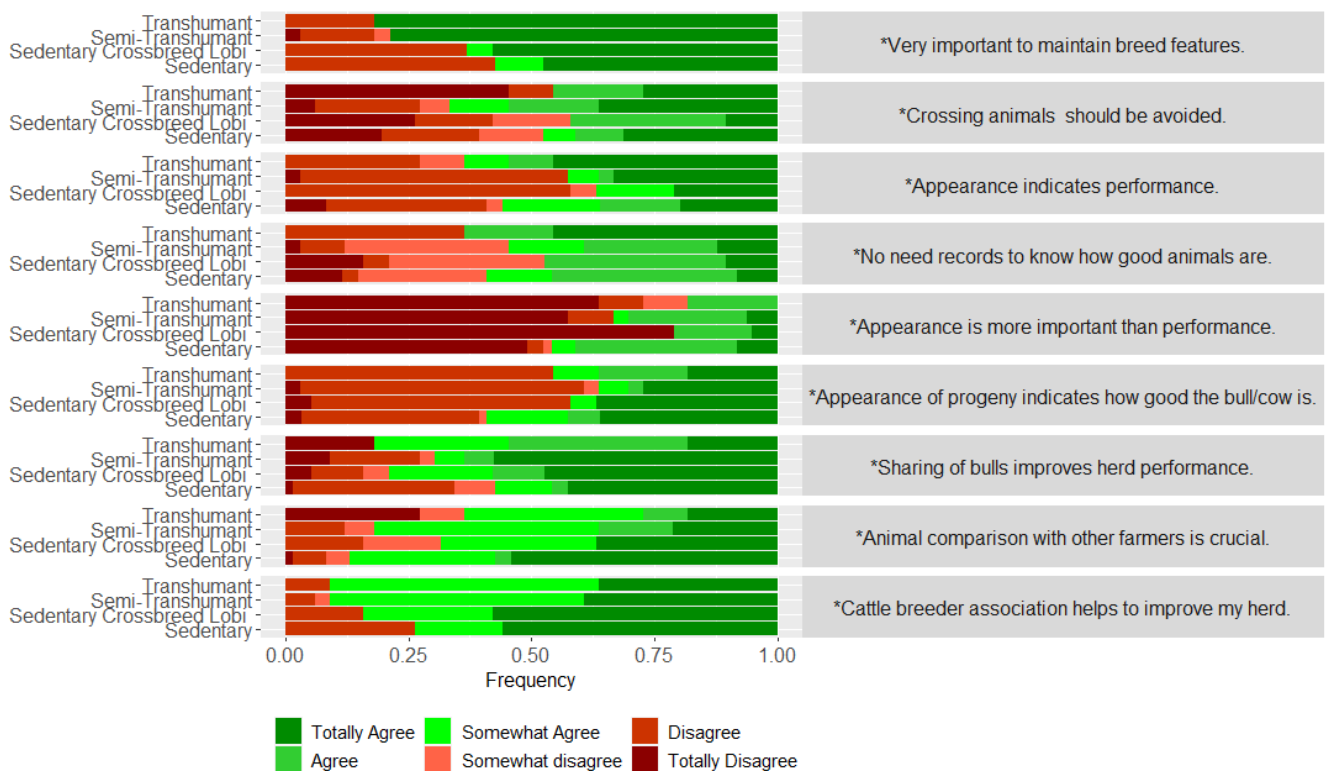 Transhumant
Semi-Transhumant
Sedentary Crossbreed Lobi
Sedentary
*Very important to maintain breed features.
Transhumant
Semi-Transhumant
Sedentary Crossbreed Lobi
Sedentary
*Crossing animals should be avoided.
Transhumant
Semi-Transhumant
Sedentary Crossbreed Lobi
Sedentary
*Appearance indicates performance.
Transhumant
Semi-Transhumant
Sedentary Crossbreed Lobi
Sedentary
*No need records to know how good animals are.
Transhumant
Semi-Transhumant
Sedentary Crossbreed Lobi
Sedentary
*Appearance is more important than performance.
Transhumant
Semi-Transhumant
Sedentary Crossbreed Lobi
Sedentary
*Appearance of progeny indicates how good the bull/cow is.
Transhumant
Semi-Transhumant
Sedentary Crossbreed Lobi
Sedentary
*Sharing of bulls improves herd performance.
Transhumant
Semi-Transhumant
Sedentary Crossbreed Lobi
Sedentary
*Animal comparison with other farmers is crucial.
Transhumant
Semi-Transhumant
Sedentary Crossbreed Lobi
Sedentary
*Cattle breeder association helps to improve my herd.
0.00 0.25 0.50 0.75 1.00
Frequency
Totally Agree Somewhat Agree Disagree
Agree Somewhat disagree Totally Disagree